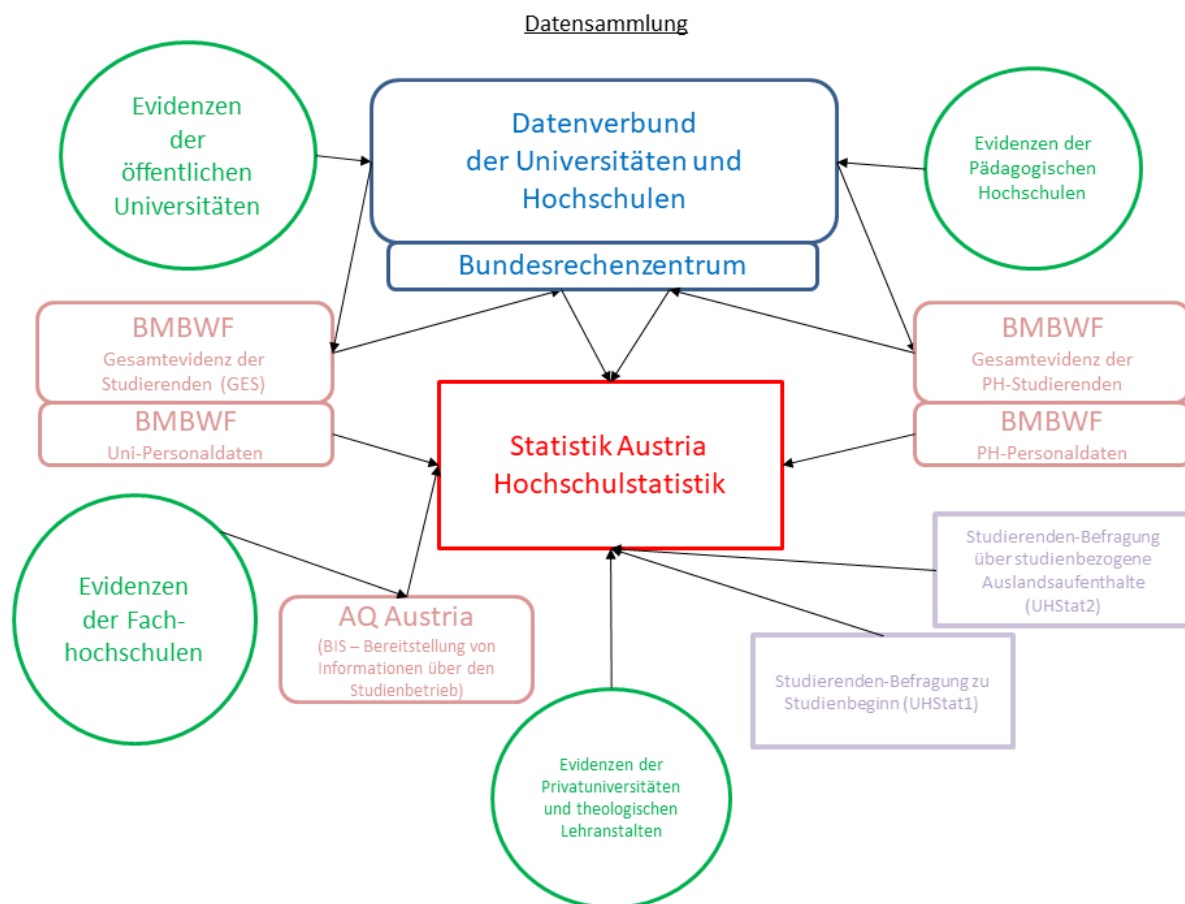 Datensammlung
Evidenzen
der
öffentlichen
Universitäten
Datenverbund
der Universitäten und
Hochschulen
Bundesrechenzentrum
Evidenzen der
Pädagogischen
Hochschulen
BMBWF
Gesamtevidenz der
Studierenden (GES)
BMBWF
Uni-Personaldaten
BMBWF
Gesamtevidenz der
PH-Studierenden
BMBWF
PH-Personaldaten
Statistik Austria
Hochschulstatistik
Evidenzen
der Fach-
hochschulen
AQ Austria
(BIS – Bereitstellung von
Informationen über den
Studienbetrieb)
Studierenden-Befragung
über studienbezogene
Auslandsaufenthalte
(UHStat2)
Studierenden-Befragung zu
Studienbeginn (UHStat1)
Evidenzen der
Privatuniversitäten
und theologischen
Lehranstalten